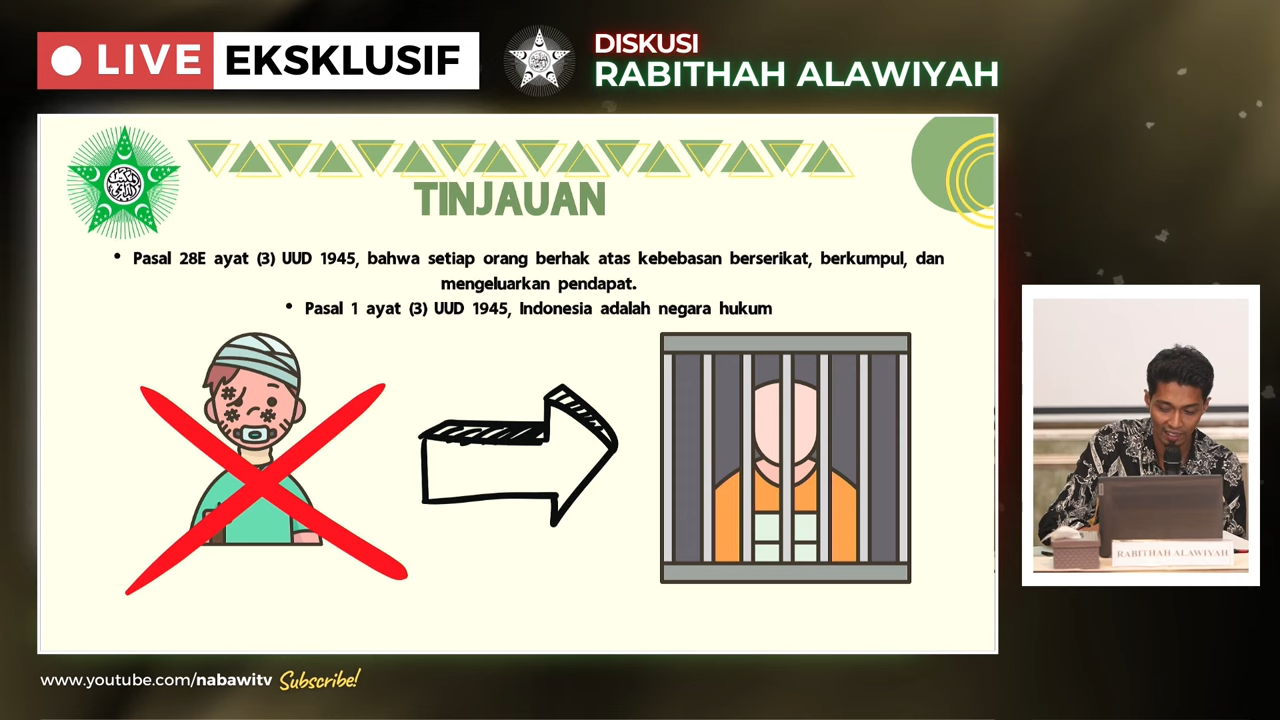 LIVE EKSKLUSIF
DISKUSI
RABITHAH ALAWIYAH
TINJAUAN
• Pasal 28E ayat (3) UUD 1945, bahwa setiap orang berhak atas kebebasan berserikat, berkumpul, dan
mengeluarkan pendapat.
• Pasal 1 ayat (3) UUD 1945, Indonesia adalah negara hukum
RABITHAH ALAWIYAH
www.youtube.com/nabawitv Subscribe!